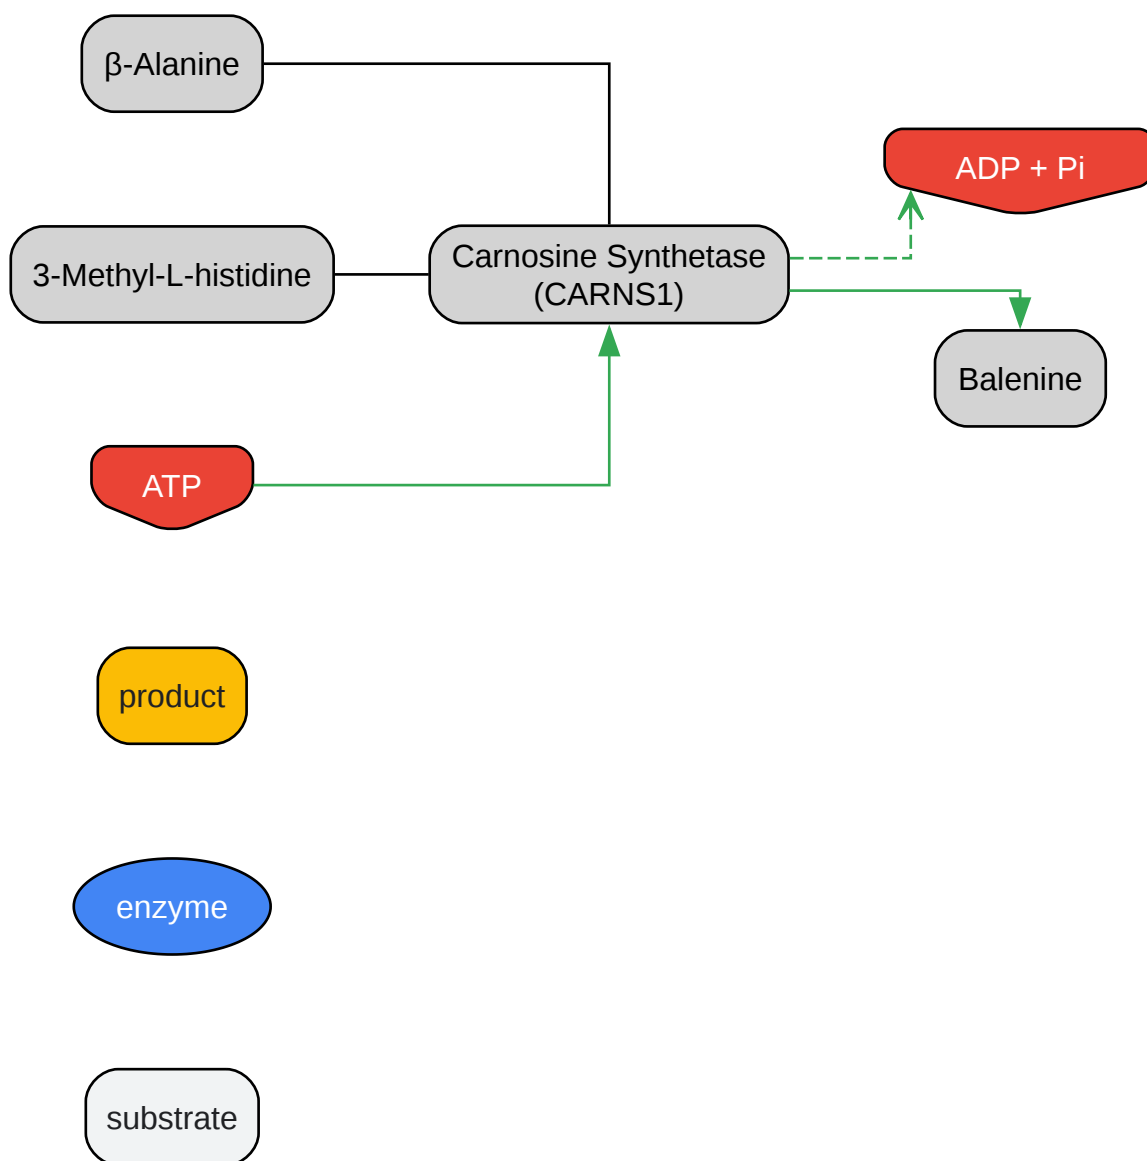 β-Alanine
ADP + Pi
3-Methyl-L-histidine
Carnosine Synthetase
(CARNS1)
Balenine
ATP
product
enzyme
substrate